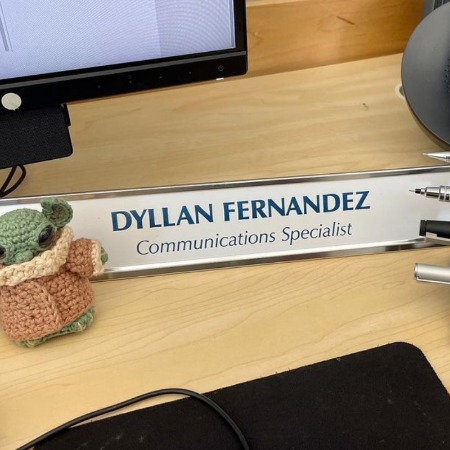 DYLLAN FERNANDEZ
Communications Specialist